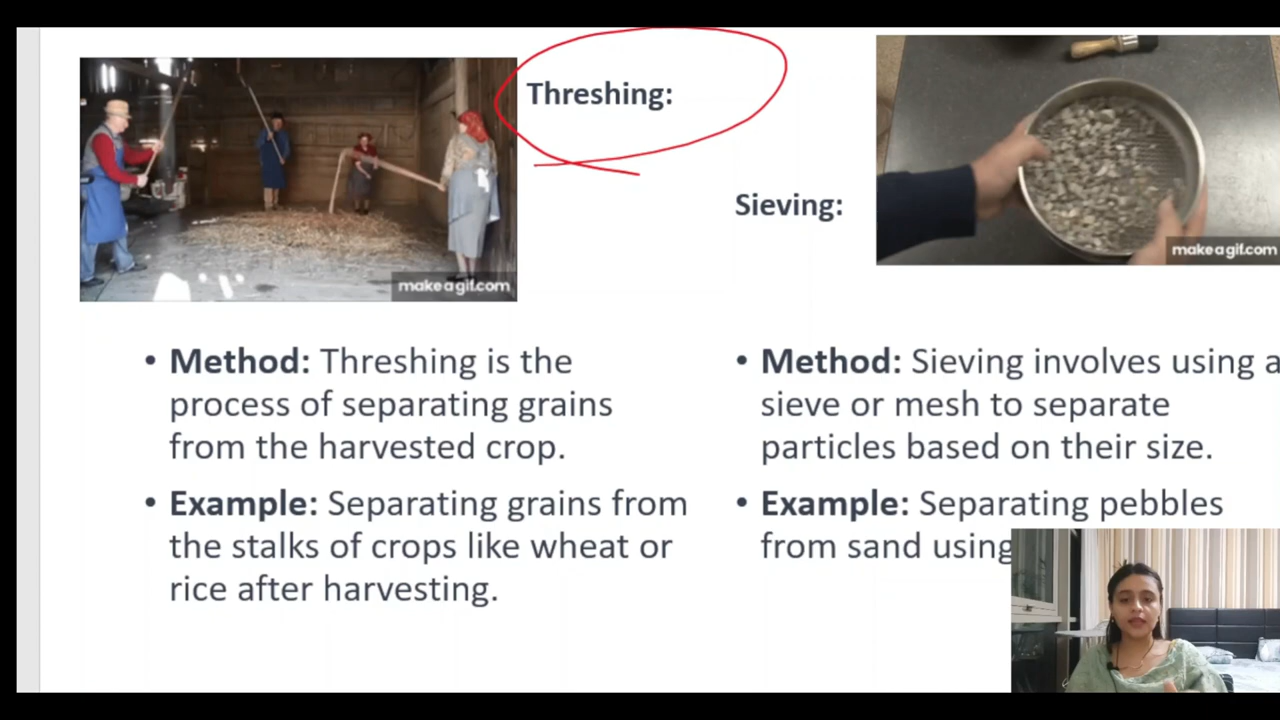 Threshing:
makeagif.com
• Method: Threshing is the
process of separating grains
from the harvested crop.
• Example: Separating grains from
the stalks of crops like wheat or
rice after harvesting.
Sieving:
makeagif.com
• Method: Sieving involves using a
sieve or mesh to separate
particles based on their size.
• Example: Separating pebbles
from sand using